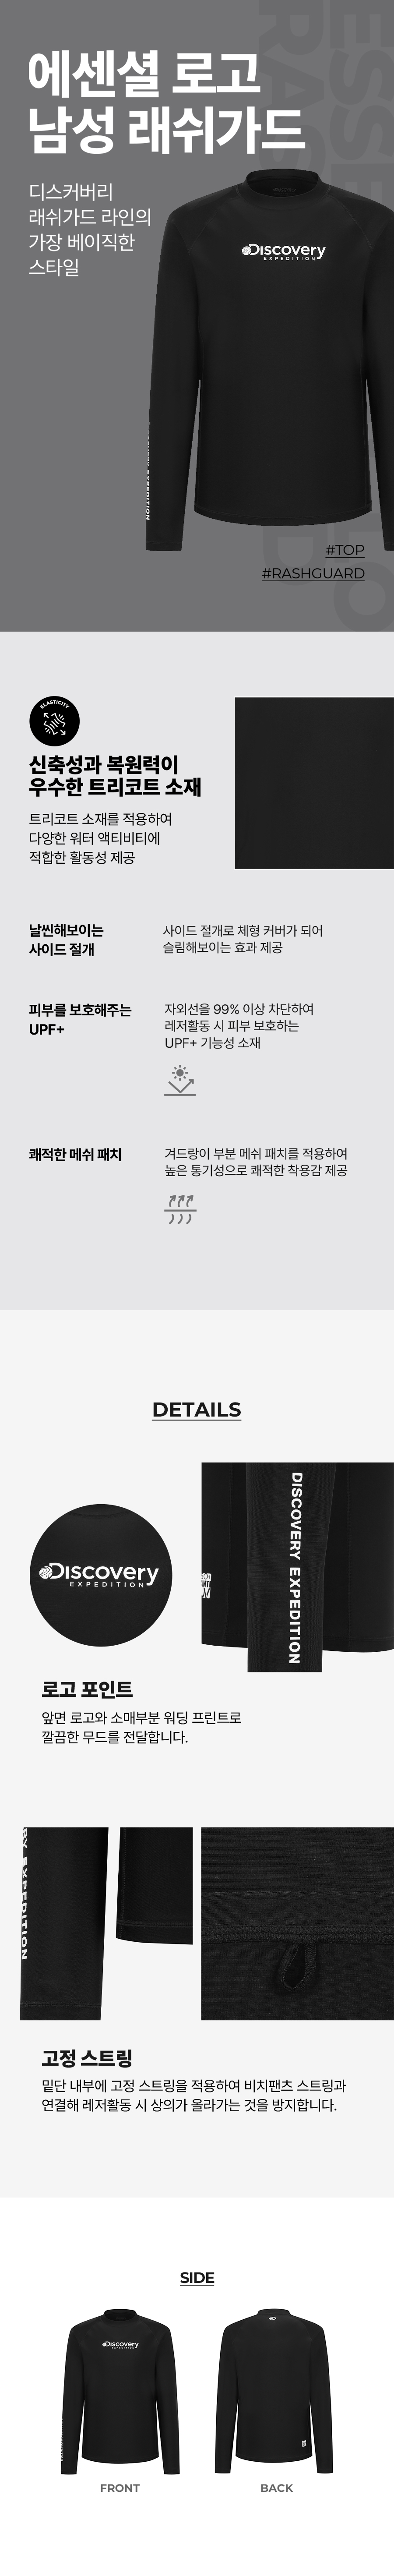 에센셜 로고
남성 래쉬가드
디스커버리
래쉬가드 라인의
가장 베이직한
스타일
Discovery
EXPEDITION
#TOP
#RASHGUARD
ELASTICITY
신축성과 복원력이
우수한 트리코트 소재
트리코트 소재를 적용하여
다양한 워터 액티비티에
적합한 활동성 제공
날씬해보이는
사이드 절개
사이드 절개로 체형 커버가 되어
슬림해보이는 효과 제공
피부를 보호해주는
UPF+
자외선을 99% 이상 차단하여
레저활동 시 피부 보호하는
UPF+ 기능성 소재
쾌적한 메쉬 패치
겨드랑이 부분 메쉬 패치를 적용하여
높은 통기성으로 쾌적한 착용감 제공
DETAILS
Discovery
EXPEDITION
DISCOVERY EXPEDITION
로고 포인트
앞면 로고와 소매부분 워딩 프린트로
깔끔한 무드를 전달합니다.
RY EXPEDITION
고정 스트링
밑단 내부에 고정 스트링을 적용하여 비치팬츠 스트링과
연결해 레저활동 시 상의가 올라가는 것을 방지합니다.
SIDE
Discovery
EXPEDITION
FRONT
BACK